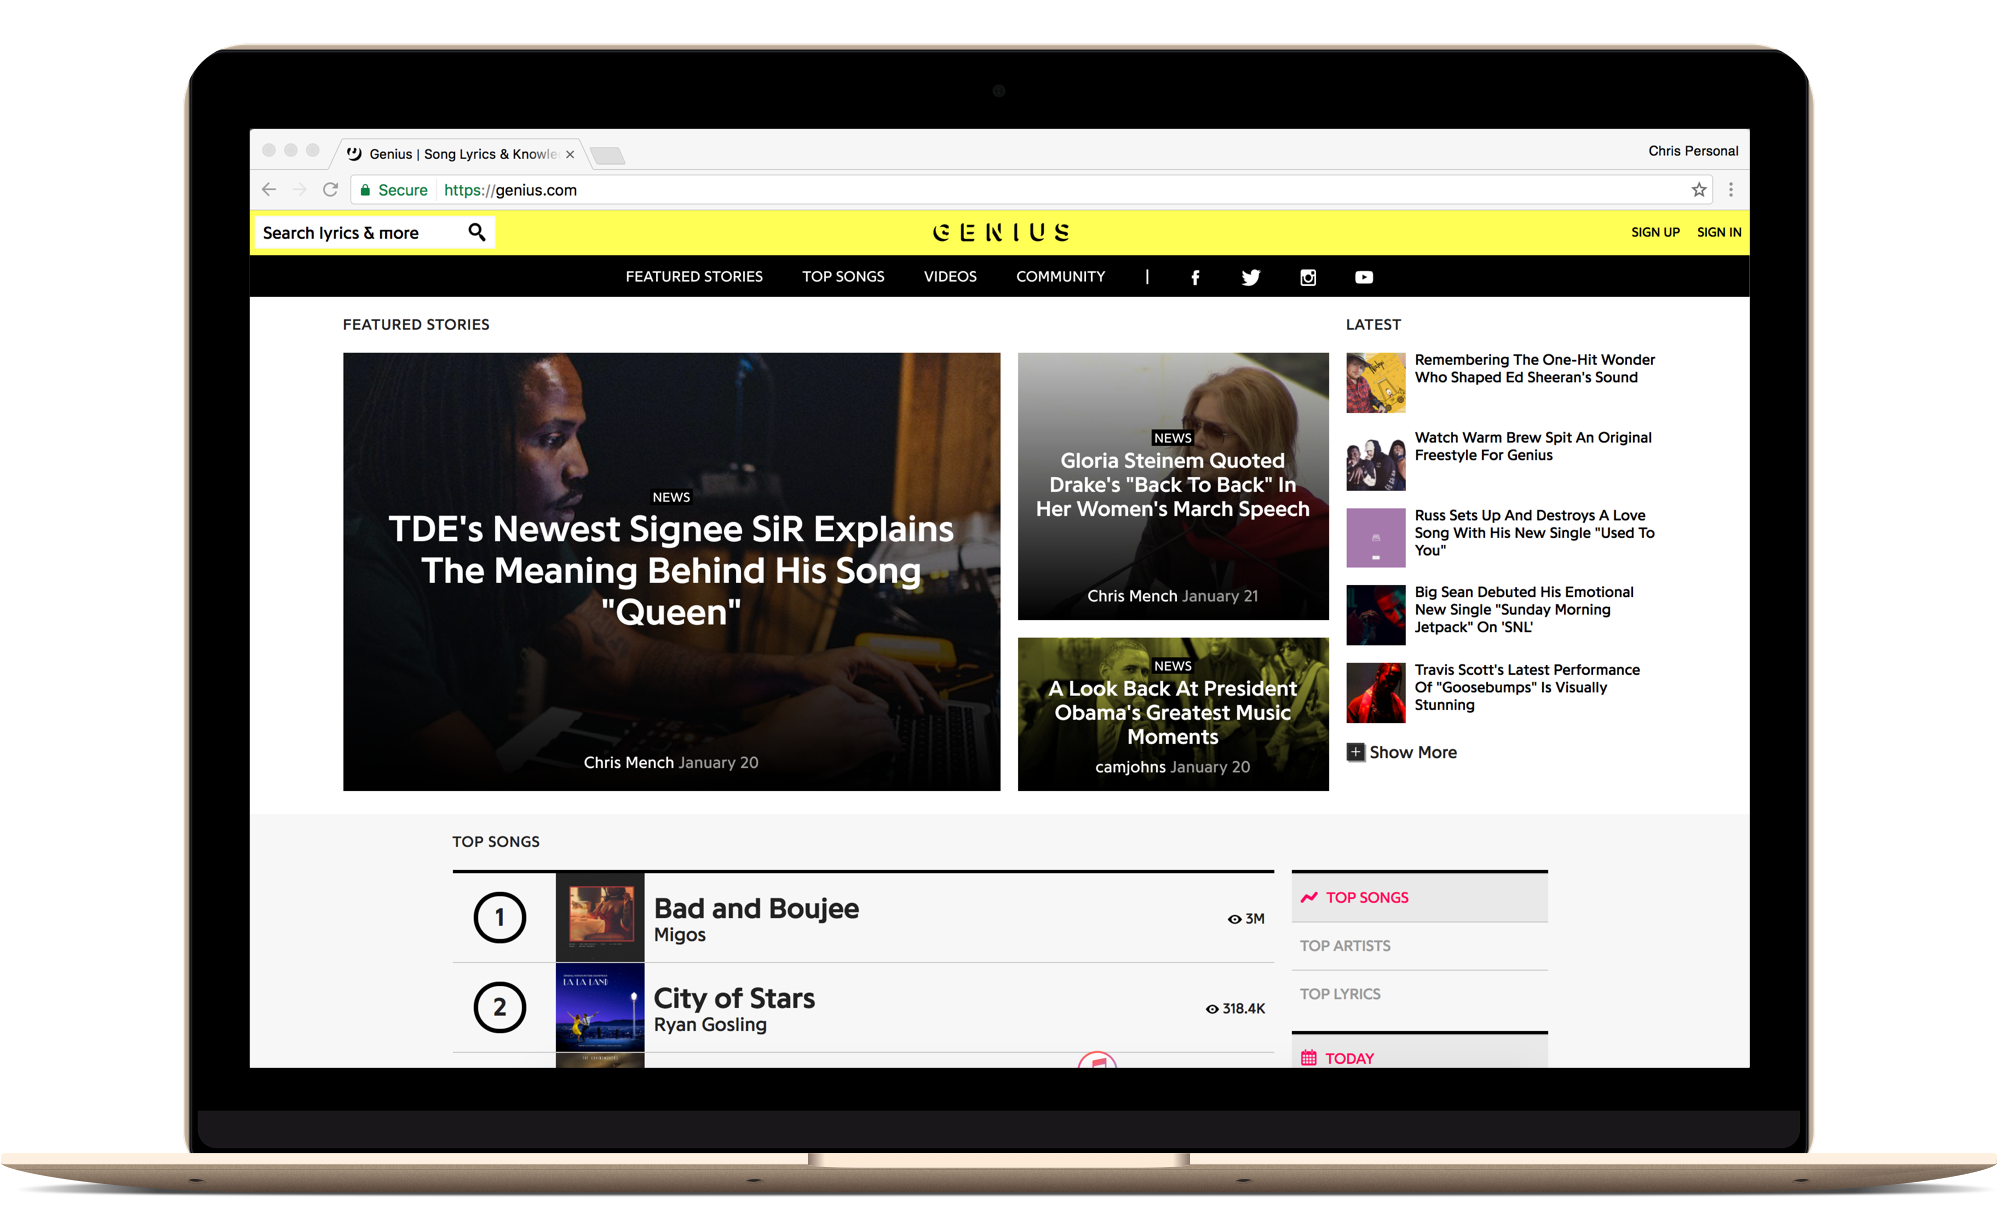 Genius | Song Lyrics & Knowle
Chris Personal
Secure
https://genius.com
Search lyrics & more
GENIUS
SIGN UP
SIGN IN
FEATURED STORIES
TOP SONGS
VIDEOS
COMMUNITY
FEATURED STORIES
NEWS
TDE's Newest Signee SiR Explains
The Meaning Behind His Song
"Queen"
Chris Mench January 20
NEWS
Gloria Steinem Quoted
Drake's "Back To Back" In
Her Women's March Speech
Chris Mench January 21
NEWS
A Look Back At President
Obama's Greatest Music
Moments
camjohns January 20
LATEST
Remembering The One-Hit Wonder
Who Shaped Ed Sheeran's Sound
Watch Warm Brew Spit An Original
Freestyle For Genius
Russ Sets Up And Destroys A Love
Song With His New Single "Used To
You"
Big Sean Debuted His Emotional
New Single "Sunday Morning
Jetpack" On 'SNL'
Travis Scott's Latest Performance
Of "Goosebumps" Is Visually
Stunning
Show More
TOP SONGS
1
Bad and Boujee
Migos
3M
2
LA LA LAND
City of Stars
Ryan Gosling
318.4K
TOP SONGS
TOP ARTISTS
TOP LYRICS
TODAY